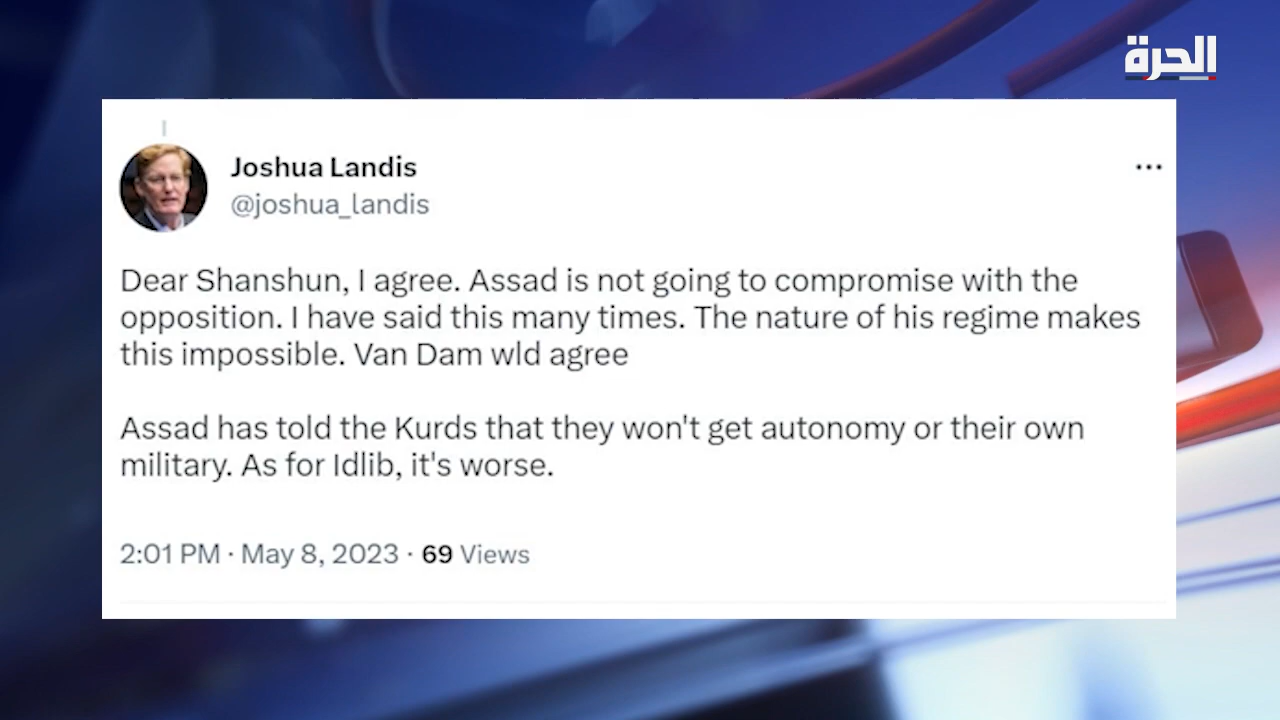 الحرة
Joshua Landis
@joshua_landis
Dear Shanshun, I agree. Assad is not going to compromise with the
opposition. I have said this many times. The nature of his regime makes
this impossible. Van Dam wld agree
Assad has told the Kurds that they won't get autonomy or their own
military. As for Idlib, it's worse.
2:01 PM · May 8, 2023 · 69 Views